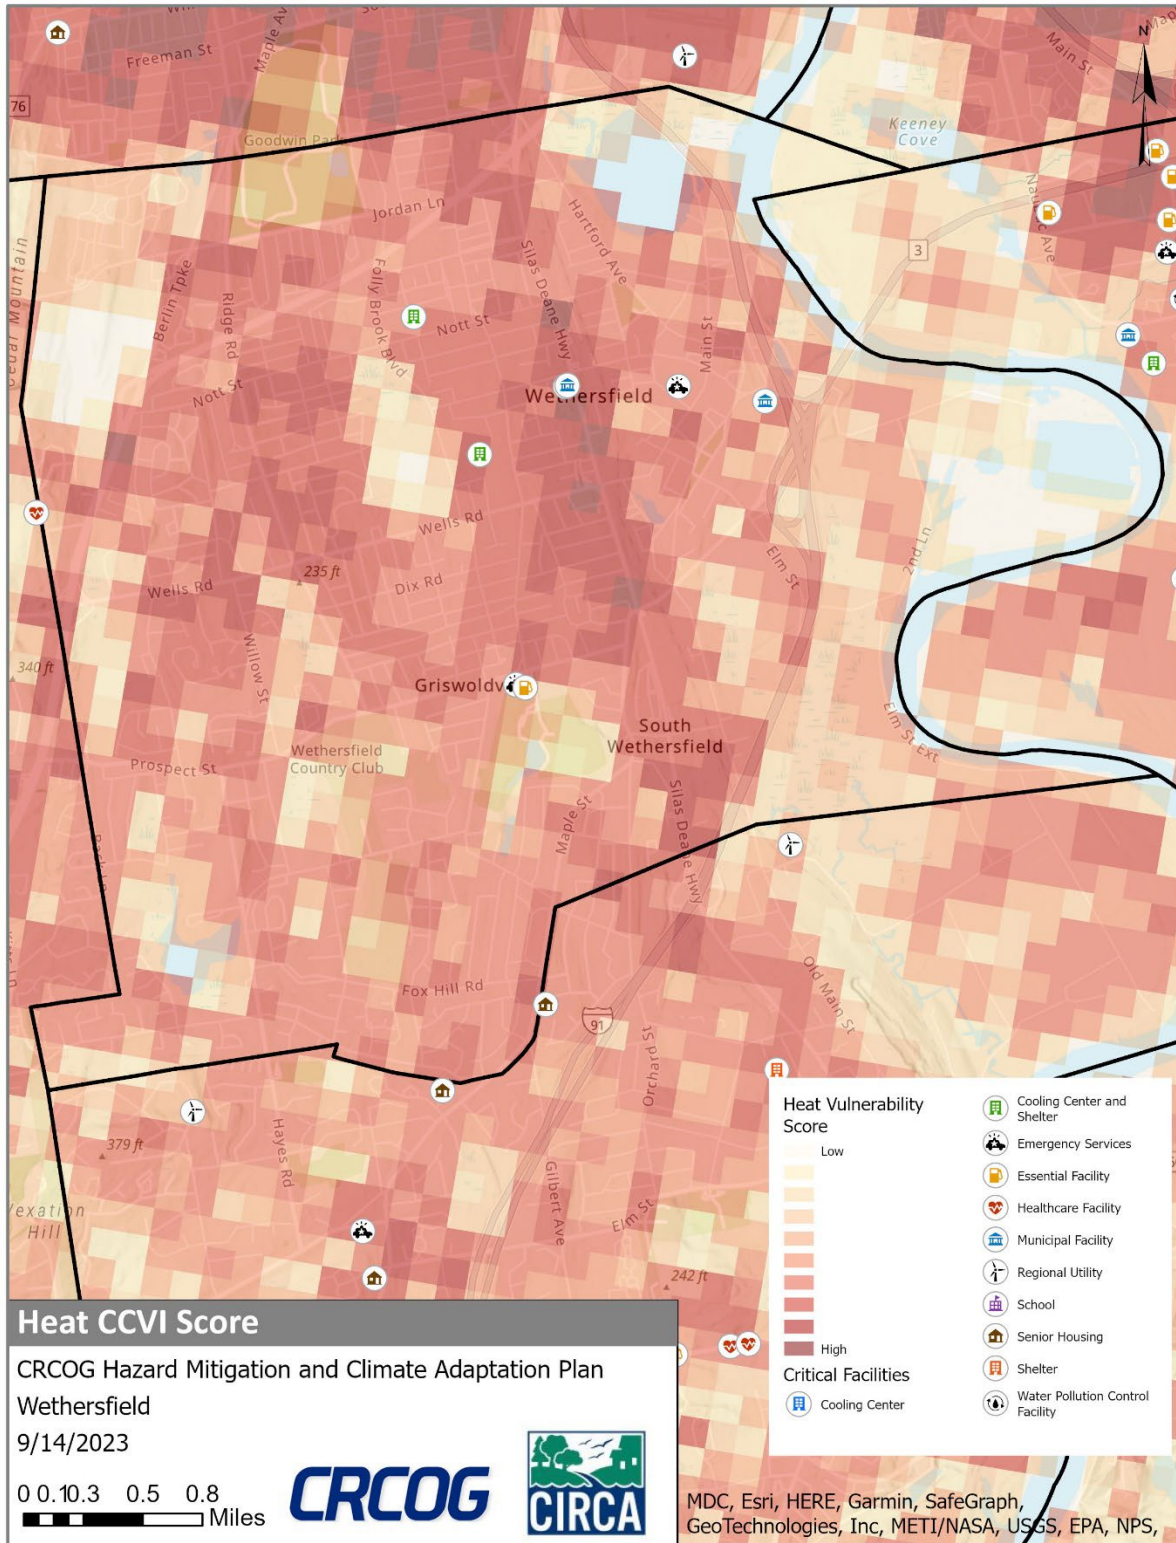 Freeman St
Maple Ave
Main St
N
76
Goodwin Park
Keeney
Cove
Jordan Ln
Hartford Ave
3
Silas Deane Hwy
Folly Brook Blvd
Berlin Tpke
Ridge Rd
Nott St
Main St
Nott St
Wethersfield
Wells Rd
2nd Ln
Elm St
235 ft
Dix Rd
Wells Rd
Willow St
340 ft
South
Wethersfield
Elm St Ext
Wethersfield
Country Club
Prospect St
Maple St
Silas Deane Hwy
Fox Hill Rd
Old Main St
91
Orchard St
Hayes Rd
379 ft
Gilbert Ave
Elm St
Hill
242 ft
Heat Vulnerability
Score
Low
High
Critical Facilities
Cooling Center
Cooling Center and
Shelter
Emergency Services
Essential Facility
Healthcare Facility
Municipal Facility
Regional Utility
School
Senior Housing
Shelter
Water Pollution Control
Facility
Heat CCVI Score
CRCOG Hazard Mitigation and Climate Adaptation Plan
Wethersfield
9/14/2023
0 0.10.3 0.5 0.8
Miles
CRCOG
CIRCA
MDC, Esri, HERE, Garmin, SafeGraph,
GeoTechnologies, Inc, METI/NASA, USGS, EPA, NPS,